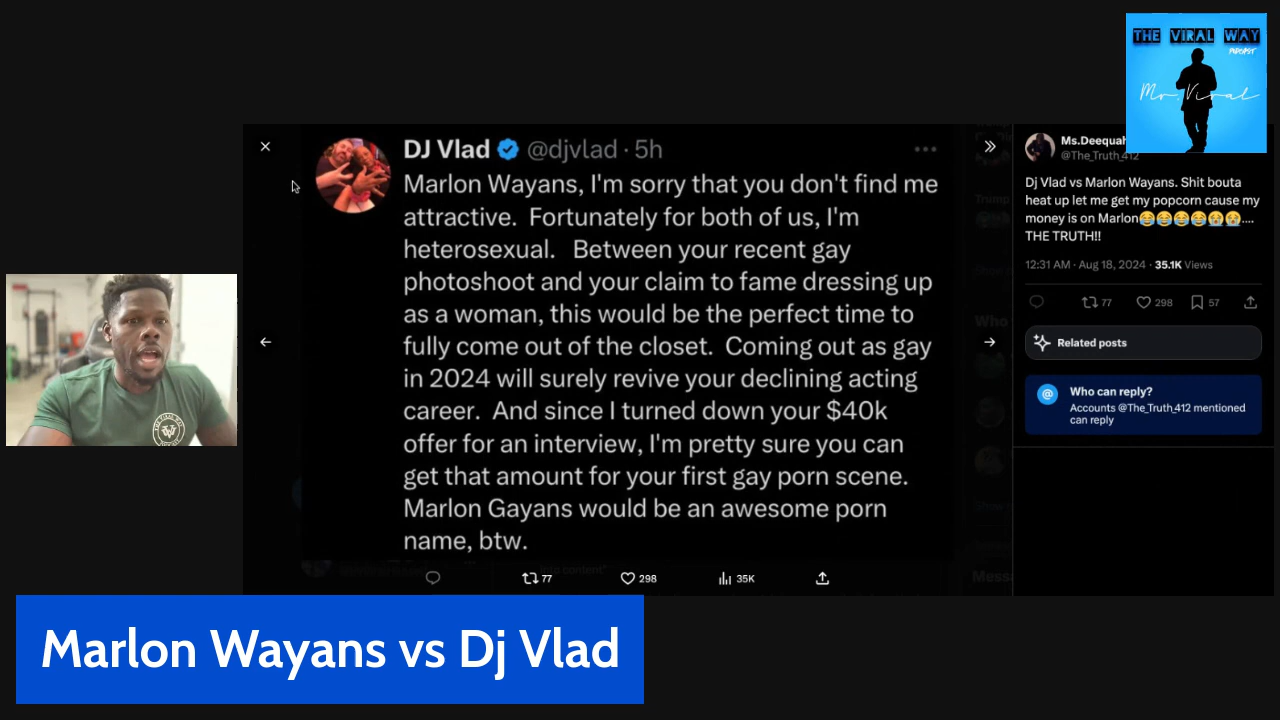 THE VIRAL WAY
PODCAST
Mr. Viral
DJ Vlad @djvlad · 5h
Marlon Wayans, I'm sorry that you don't find me
attractive. Fortunately for both of us, I'm
heterosexual. Between your recent gay
photoshoot and your claim to fame dressing up
as a woman, this would be the perfect time to
fully come out of the closet. Coming out as gay
in 2024 will surely revive your declining acting
career. And since I turned down your $40k
offer for an interview, I'm pretty sure you can
get that amount for your first gay porn scene.
Marlon Gayans would be an awesome porn
name, btw.
77 298 35K
Ms.Deequah
@The_Truth_412
Dj Vlad vs Marlon Wayans. Shit bouta
heat up let me get my popcorn cause my
money is on Marlon😂😂😂😂😭😭....
THE TRUTH!!
12:31 AM · Aug 18, 2024 · 35.1K Views
77 298 57
Related posts
Who can reply?
Accounts @The_Truth_412 mentioned
can reply
Marlon Wayans vs Dj Vlad